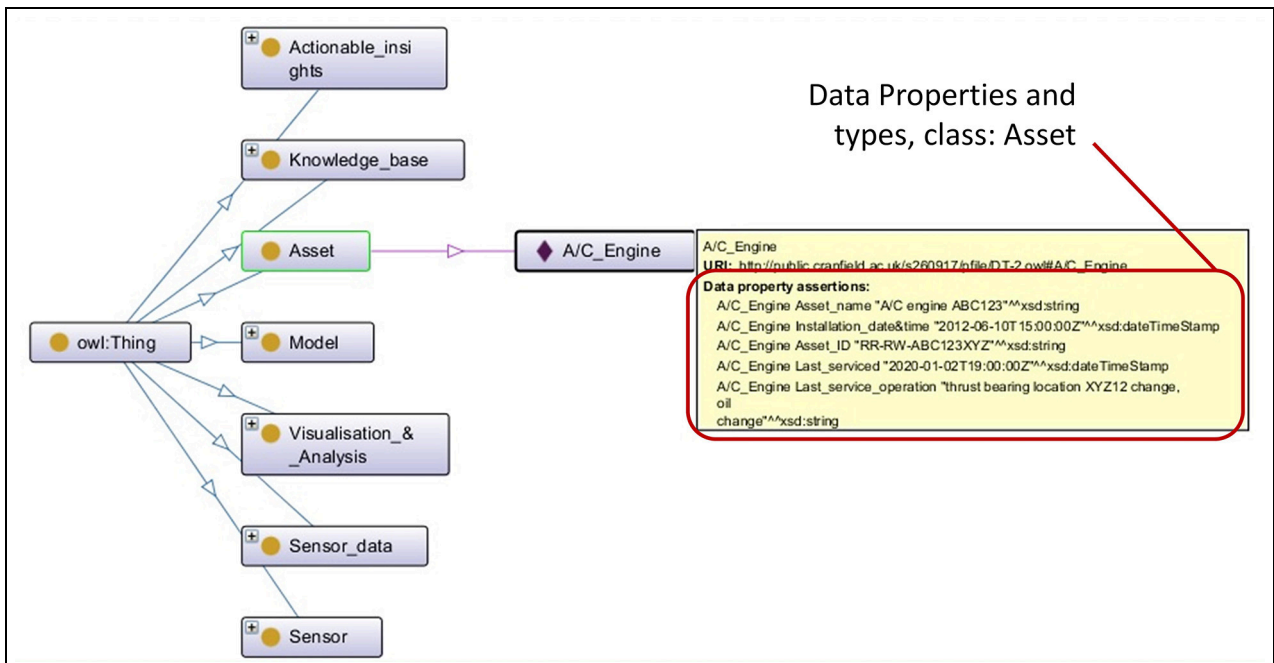 Actionable_insi
ghts
Knowledge_base
Asset
owl:Thing
Model
Visualisation_&
_Analysis
Sensor_data
Sensor
A/C_Engine
Data Properties and
types, class: Asset
A/C_Engine
URI: http://public.cranfield.ac.uk/s260917/pfile/DT-2.owl#A/C_Engine
Data property assertions:
A/C_Engine Asset_name "A/C engine ABC123"^^xsd:string
A/C_Engine Installation_date&time "2012-06-10T15:00:00Z"^^xsd:dateTimeStamp
A/C_Engine Asset_ID "RR-RW-ABC123XYZ"^^xsd:string
A/C_Engine Last_serviced "2020-01-02T19:00:00Z"^^xsd:dateTimeStamp
A/C_Engine Last_service_operation "thrust bearing location XYZ12 change,
oil
change"^^xsd:string